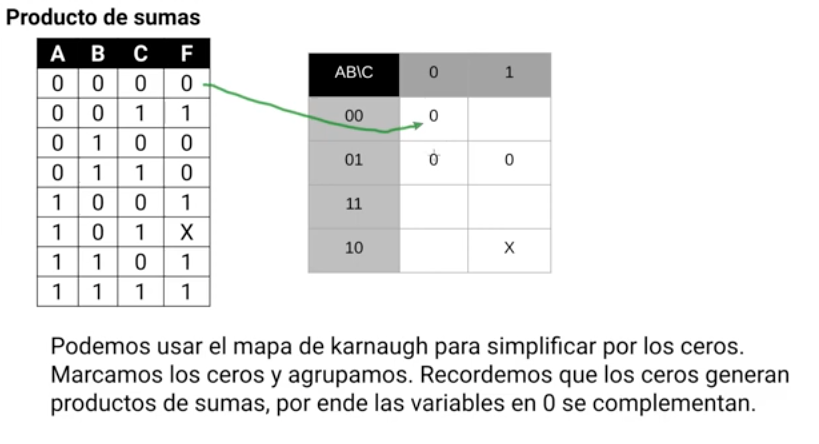 Producto de sumas
A B C F
0 0 0 0
0 0 1 1
0 1 0 0
0 1 1 0
1 0 0 1
1 0 1 X
1 1 0 1
1 1 1 1
AB\C 0 1
00 0
01 0 0
11
10 X
Podemos usar el mapa de karnaugh para simplificar por los ceros.
Marcamos los ceros y agrupamos. Recordemos que los ceros generan
productos de sumas, por ende las variables en 0 se complementan.